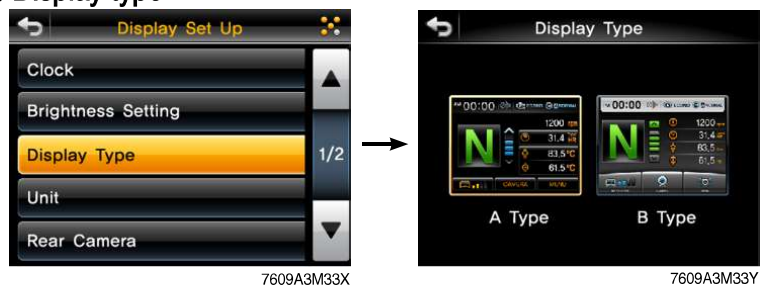 Display type
Display Set Up
Clock
Brightness Setting
Display Type
1/2
Unit
Rear Camera
7609A3M33X
Display Type
00:00
1200
31.4
83.5°C
61.5°C
CAMERA MENU
N
A Type
00:00
1200
31.4
83.5
61.5
N
B Type
7609A3M33Y